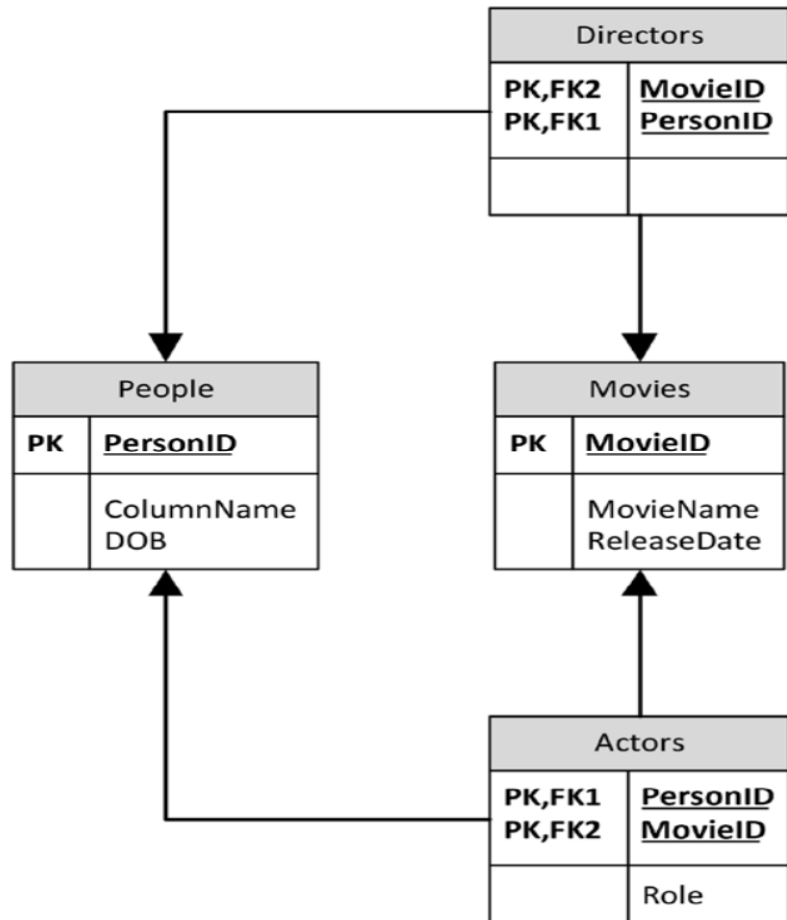 Directors
PK,FK2 MovieID
PK,FK1 PersonID
People
PK PersonID
ColumnName
DOB
Movies
PK MovieID
MovieName
ReleaseDate
Actors
PK,FK1 PersonID
PK,FK2 MovieID
Role